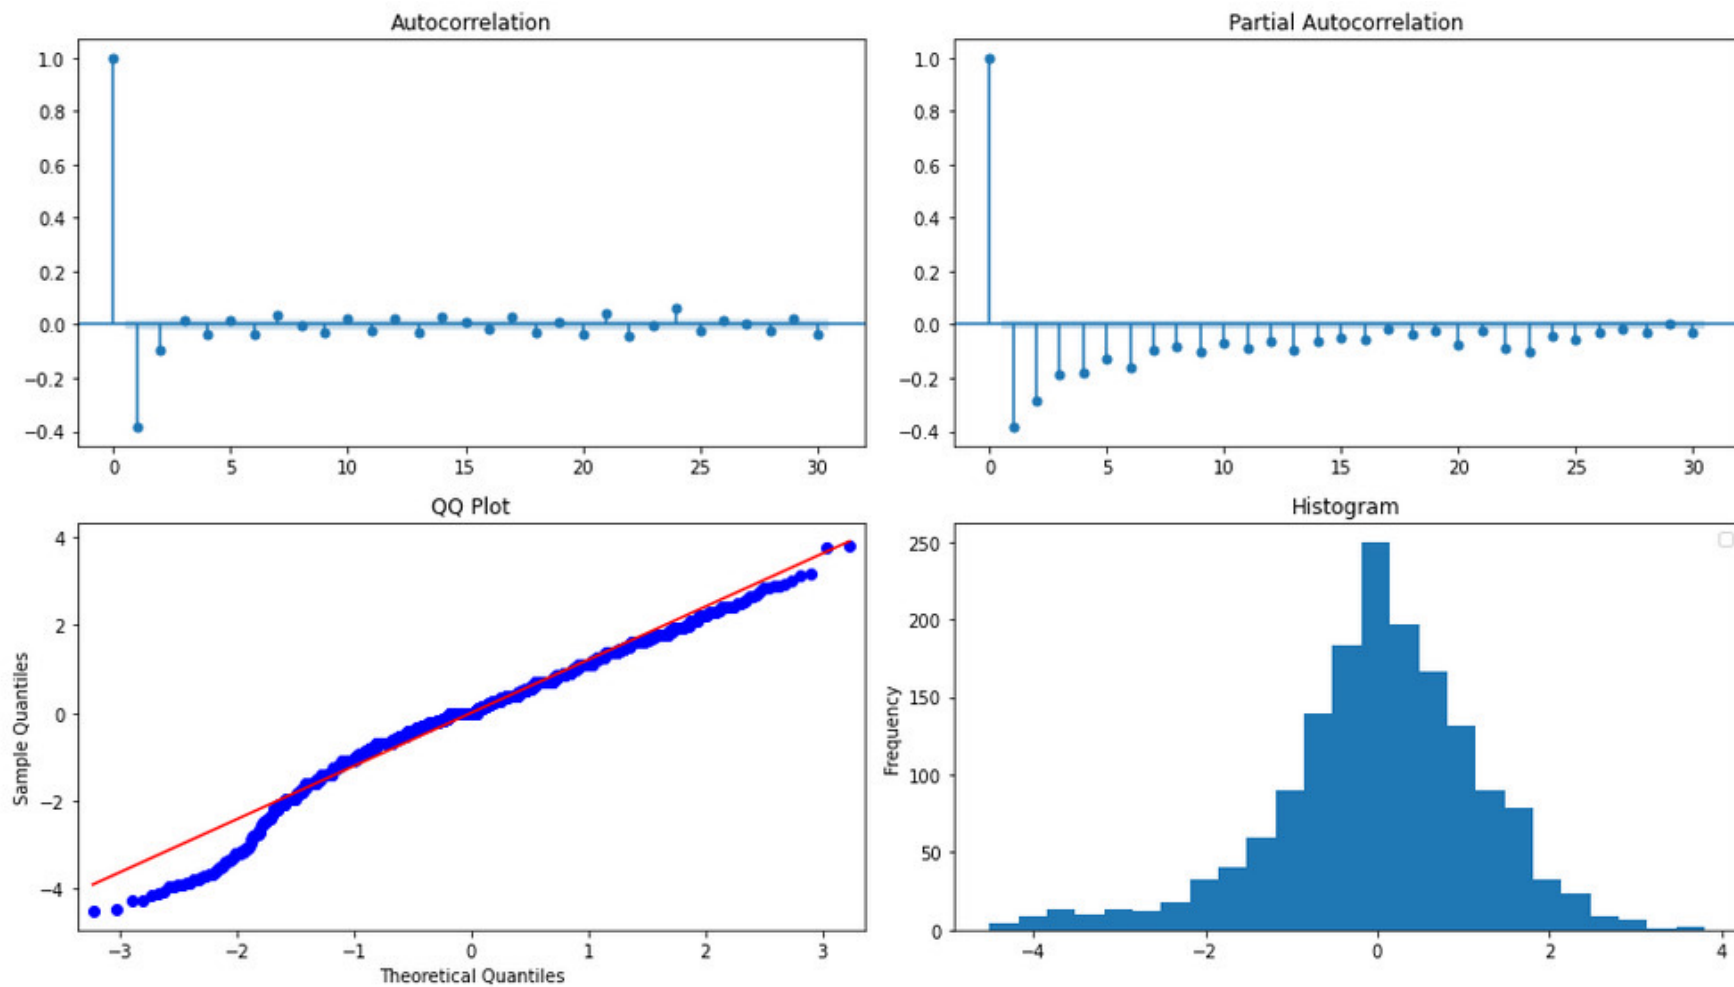 Autocorrelation
1.0
0.8
0.6
0.4
0.2
0.0
−0.2
−0.4
0 5 10 15 20 25 30
Partial Autocorrelation
1.0
0.8
0.6
0.4
0.2
0.0
−0.2
−0.4
0 5 10 15 20 25 30
QQ Plot
Sample Quantiles
4
2
0
−2
−4
−3 −2 −1 0 1 2 3
Theoretical Quantiles
Histogram
Frequency
250
200
150
100
50
0
−4 −2 0 2 4